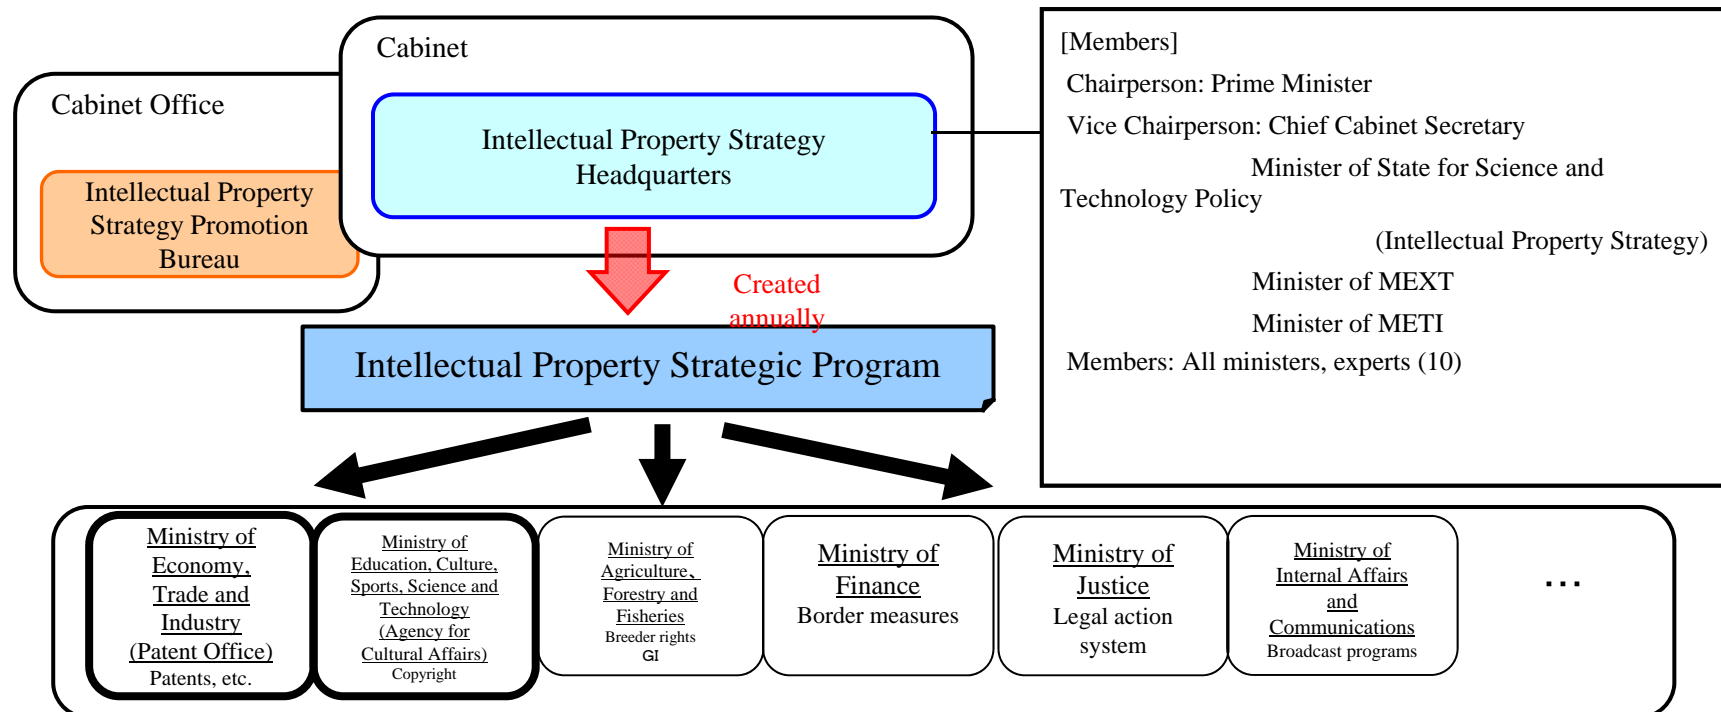 Cabinet
Cabinet Office
Intellectual Property Strategy
Headquarters
Intellectual Property
Strategy Promotion
Bureau
[Members]
Chairperson: Prime Minister
Vice Chairperson: Chief Cabinet Secretary
Minister of State for Science and
Technology Policy
(Intellectual Property Strategy)
Minister of MEXT
Minister of METI
Members: All ministers, experts (10)
Created
annually
Intellectual Property Strategic Program
Ministry of
Economy,
Trade and
Industry
(Patent Office)
Patents, etc.
Ministry of
Education, Culture,
Sports, Science and
Technology
(Agency for
Cultural Affairs)
Copyright
Ministry of
Agriculture、
Forestry and
Fisheries
Breeder rights
GI
Ministry of
Finance
Border measures
Ministry of
Justice
Legal action
system
Ministry of
Internal Affairs
and
Communications
Broadcast programs
…